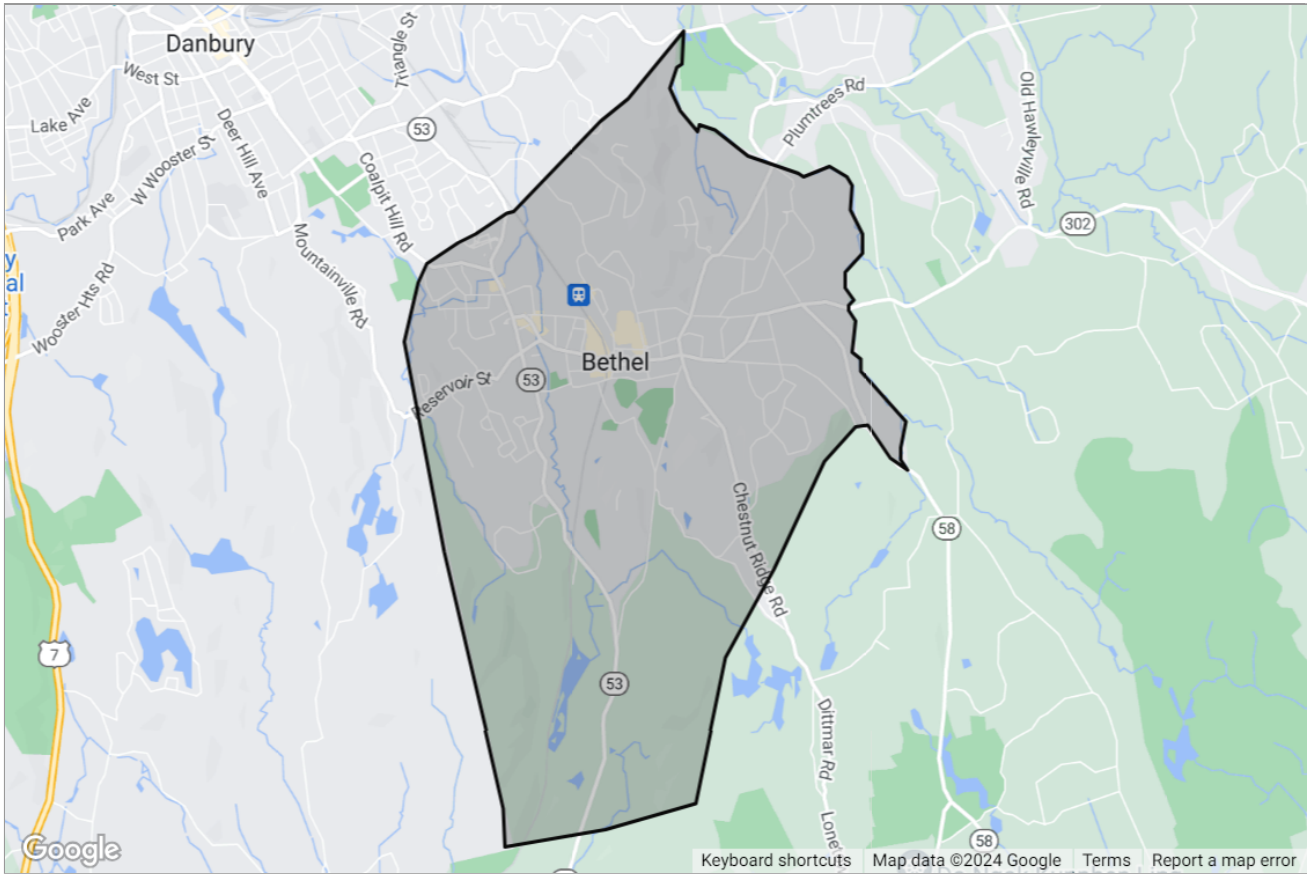 Danbury
West St
Triangle St
Lake Ave
Deer Hill Ave
53
Plumtrees Rd
Old Hawleyville Rd
W Wooster St
Coalpit Hill Rd
Park Ave
302
Mountainville Rd
y
al
Wooster Hts Rd
Bethel
Reservoir St
53
Chestnut Ridge Rd
58
7
53
Dittmar Rd
58
Google
Keyboard shortcuts
Map data ©2024 Google
Terms
Report a map error